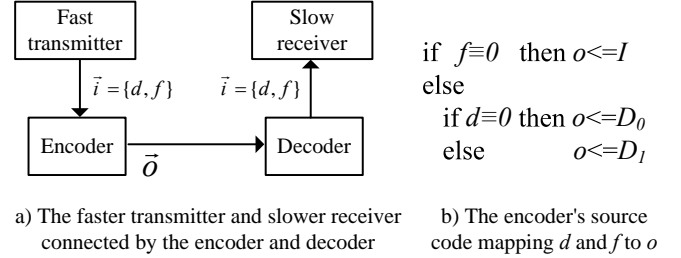 Fast
transmitter
Slow
receiver
i⃗ = {d, f}
i⃗ = {d, f}
Encoder
Decoder
o⃗
if f≡0 then o<=I
else
if d≡0 then o<=D₀
else o<=D₁
a) The faster transmitter and slower receiver
connected by the encoder and decoder
b) The encoder's source
code mapping d and f to o